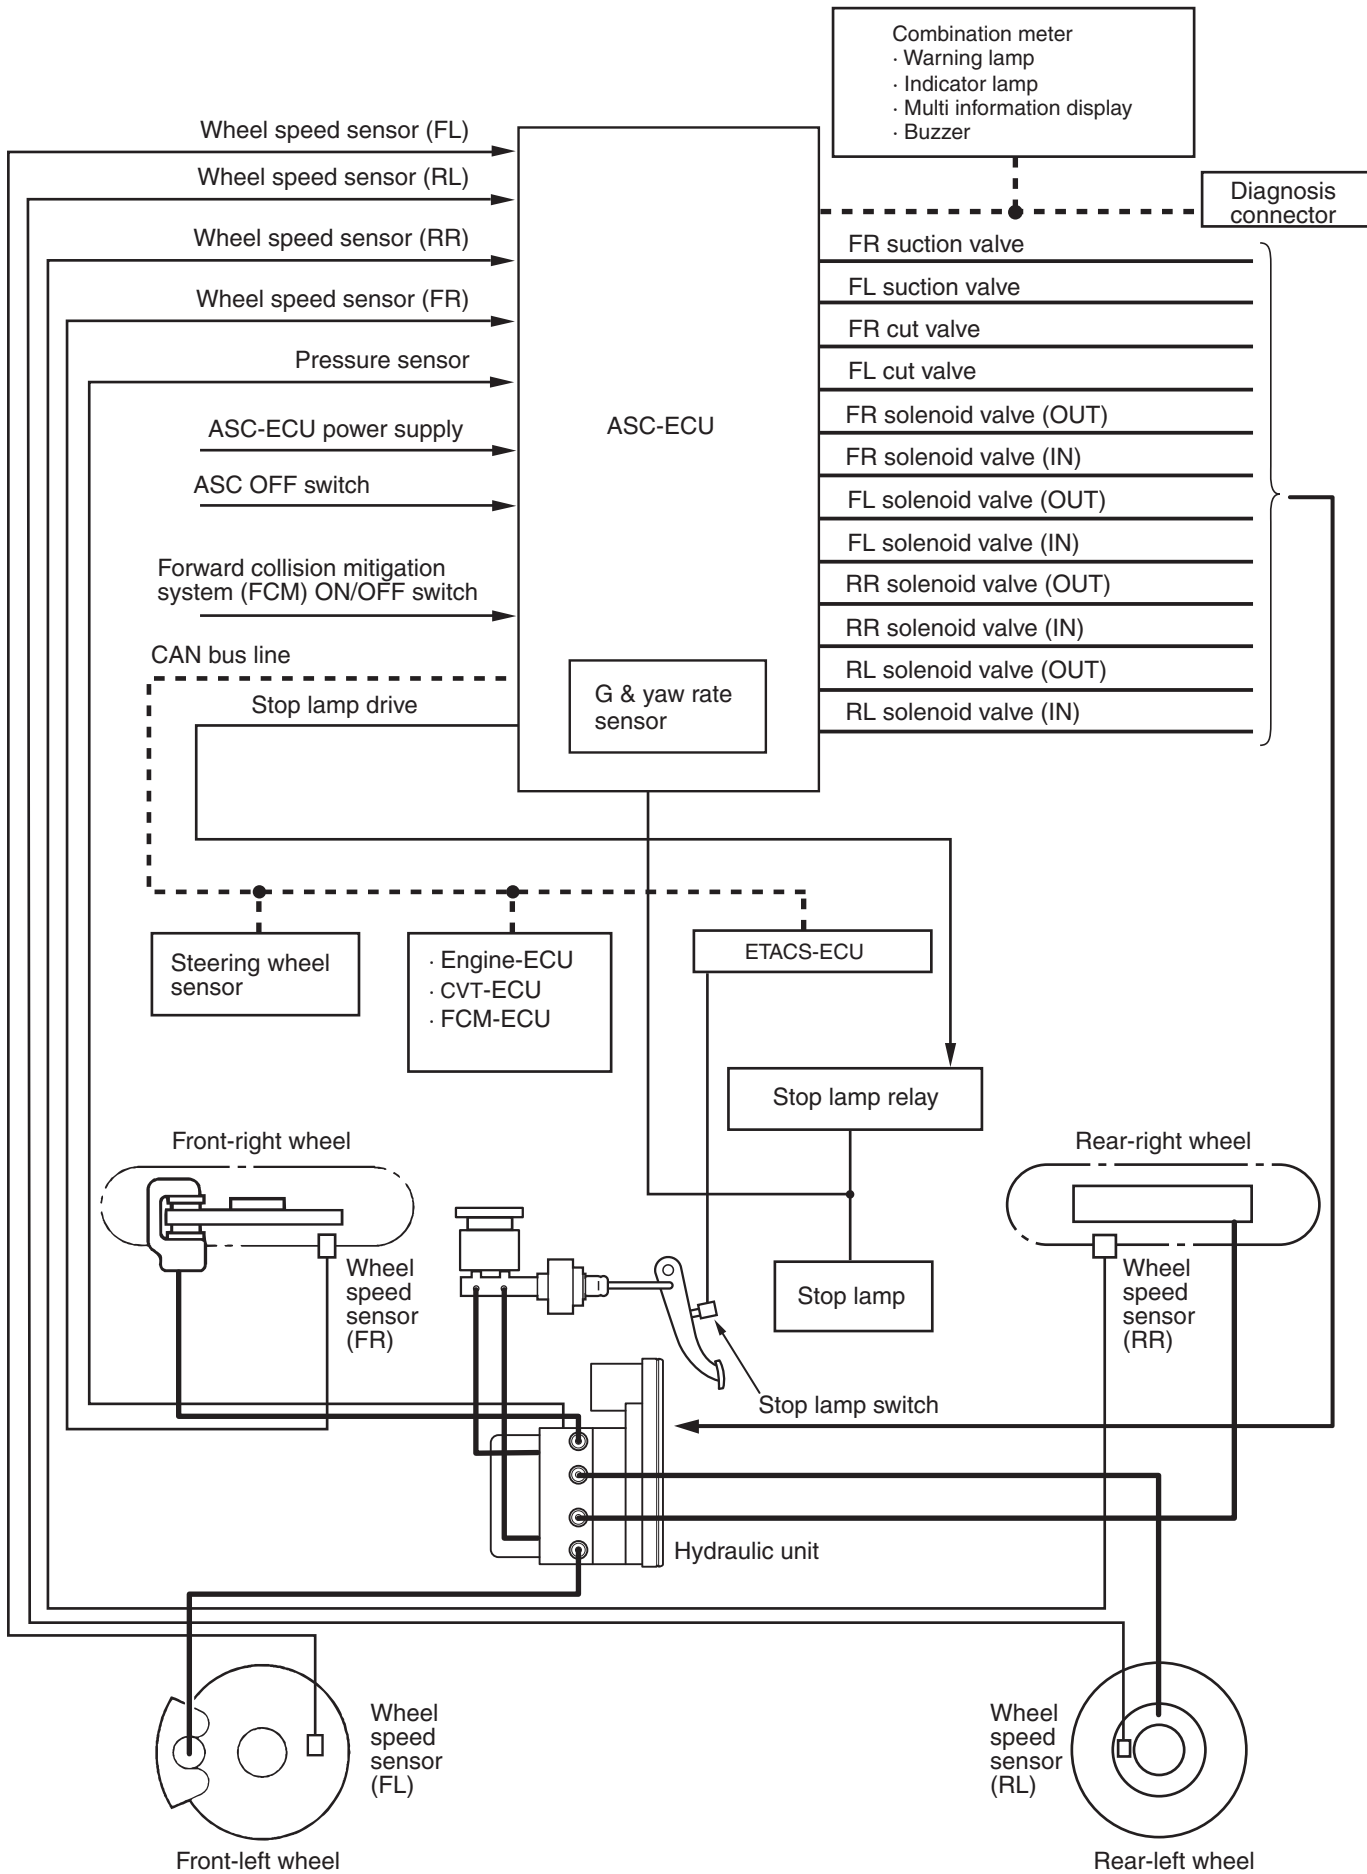 Combination meter
· Warning lamp
· Indicator lamp
· Multi information display
· Buzzer
Wheel speed sensor (FL)
Wheel speed sensor (RL)
Diagnosis
connector
Wheel speed sensor (RR)
FR suction valve
FL suction valve
Wheel speed sensor (FR)
FR cut valve
Pressure sensor
FL cut valve
ASC-ECU
FR solenoid valve (OUT)
ASC-ECU power supply
FR solenoid valve (IN)
ASC OFF switch
FL solenoid valve (OUT)
FL solenoid valve (IN)
Forward collision mitigation
system (FCM) ON/OFF switch
RR solenoid valve (OUT)
RR solenoid valve (IN)
CAN bus line
RL solenoid valve (OUT)
G & yaw rate
sensor
Stop lamp drive
RL solenoid valve (IN)
Steering wheel
sensor
· Engine-ECU
· CVT-ECU
· FCM-ECU
ETACS-ECU
Stop lamp relay
Front-right wheel
Rear-right wheel
Wheel
speed
sensor
(FR)
Stop lamp
Wheel
speed
sensor
(RR)
Stop lamp switch
Hydraulic unit
Wheel
speed
sensor
(FL)
Wheel
speed
sensor
(RL)
Front-left wheel
Rear-left wheel